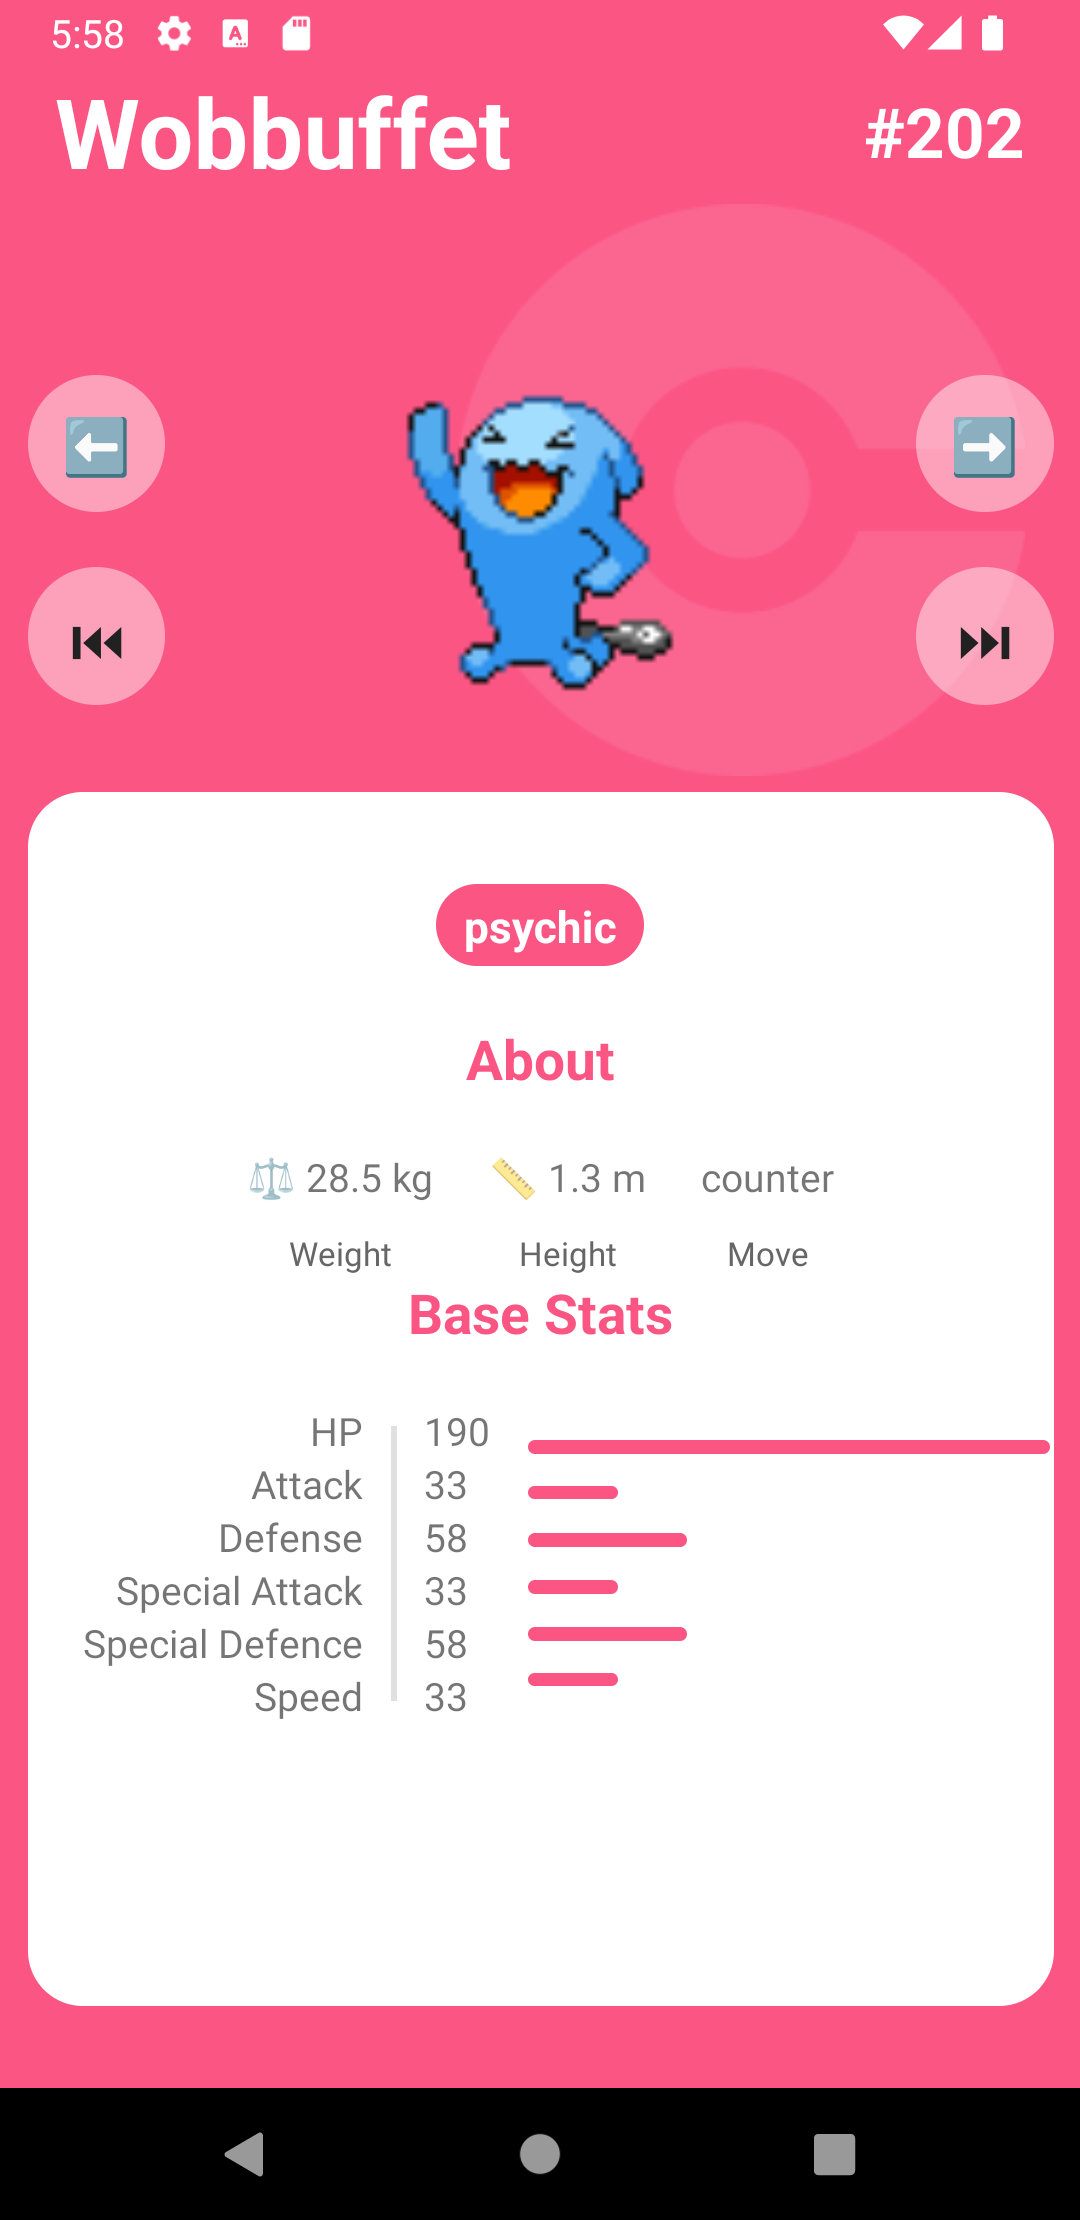 5:58
Wobbuffet
#202
psychic
About
28.5 kg 1.3 m counter
Weight Height Move
Base Stats
HP 190
Attack 33
Defense 58
Special Attack 33
Special Defence 58
Speed 33